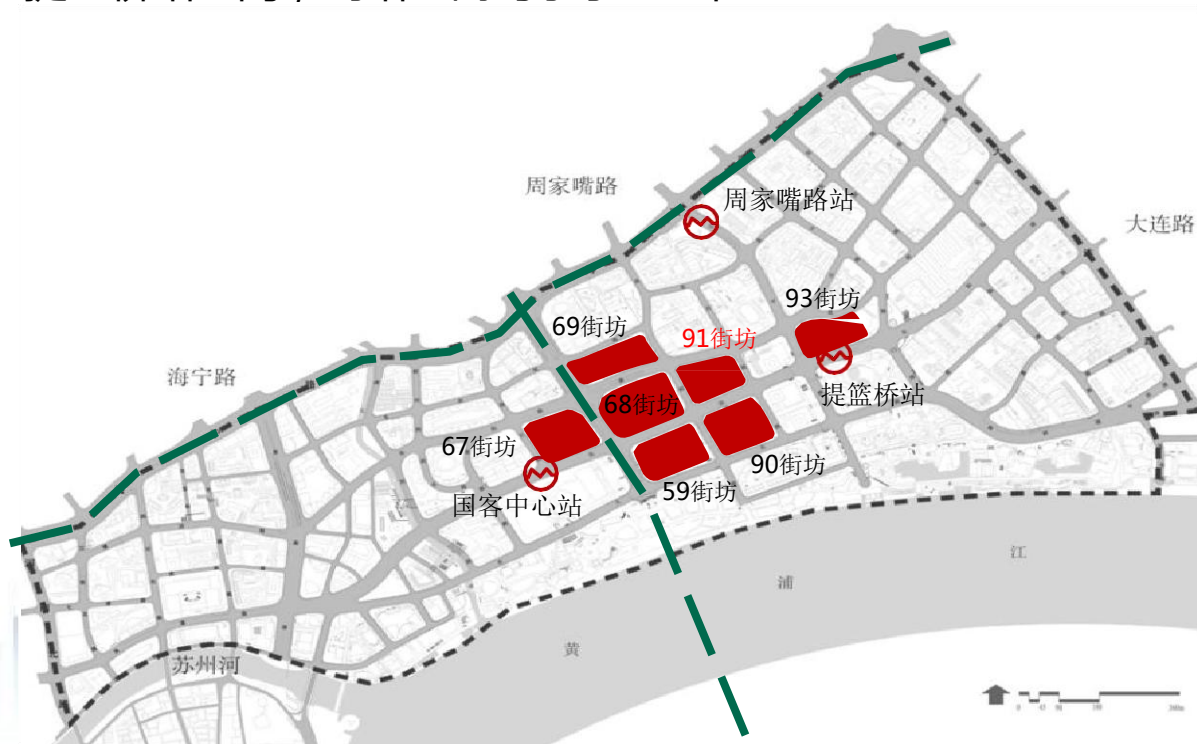 周家嘴路
周家嘴路站
大连路
93街坊
69街坊
91街坊
海宁路
提篮桥站
68街坊
67街坊
90街坊
59街坊
国客中心站
江
浦
黄
苏州河